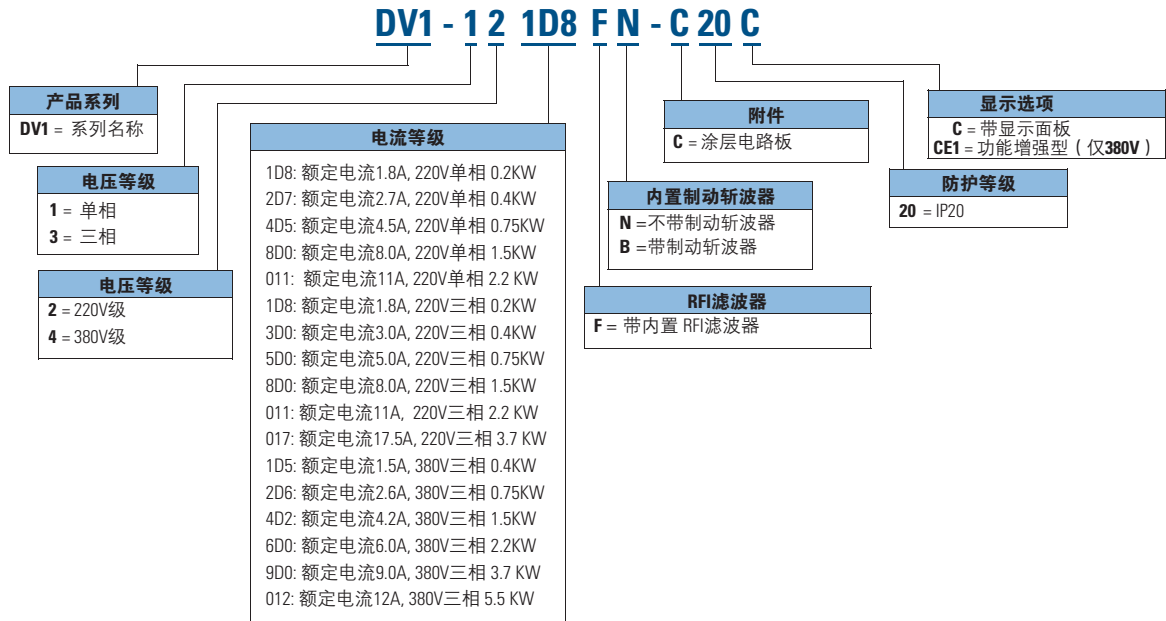 DV1 - 1 2 1D8 F N - C 20 C
产品系列
DV1 = 系列名称
电压等级
1 = 单相
3 = 三相
电压等级
2 = 220V级
4 = 380V级
电流等级
1D8: 额定电流1.8A, 220V单相 0.2KW
2D7: 额定电流2.7A, 220V单相 0.4KW
4D5: 额定电流4.5A, 220V单相 0.75KW
8D0: 额定电流8.0A, 220V单相 1.5KW
011: 额定电流11A, 220V单相 2.2 KW
1D8: 额定电流1.8A, 220V三相 0.2KW
3D0: 额定电流3.0A, 220V三相 0.4KW
5D0: 额定电流5.0A, 220V三相 0.75KW
8D0: 额定电流8.0A, 220V三相 1.5KW
011: 额定电流11A, 220V三相 2.2 KW
017: 额定电流17.5A, 220V三相 3.7 KW
1D5: 额定电流1.5A, 380V三相 0.4KW
2D6: 额定电流2.6A, 380V三相 0.75KW
4D2: 额定电流4.2A, 380V三相 1.5KW
6D0: 额定电流6.0A, 380V三相 2.2KW
9D0: 额定电流9.0A, 380V三相 3.7 KW
012: 额定电流12A, 380V三相 5.5 KW
RFI滤波器
F = 带内置 RFI滤波器
内置制动斩波器
N =不带制动斩波器
B =带制动斩波器
附件
C = 涂层电路板
防护等级
20 = IP20
显示选项
C = 带显示面板
CE1 = 功能增强型（仅380V）